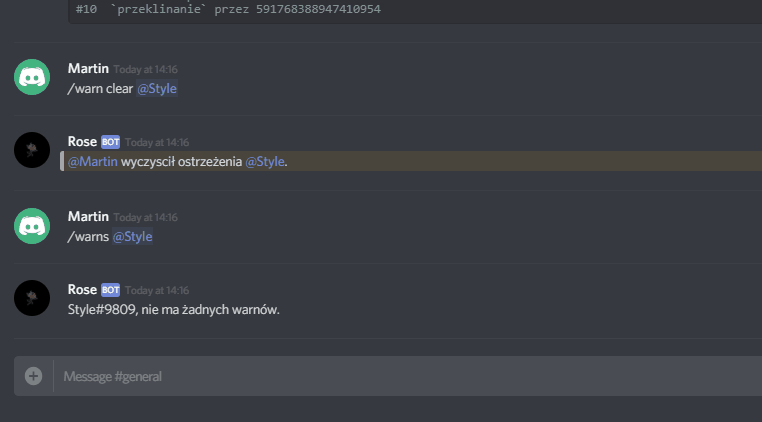 #10 `przeklinanie` przez 591768388947410954
Martin Today at 14:16
/warn clear @Style
Rose BOT Today at 14:16
@Martin wyczyscił ostrzeżenia @Style.
Martin Today at 14:16
/warns @Style
Rose BOT Today at 14:16
Style#9809, nie ma żadnych warnów.
Message #general